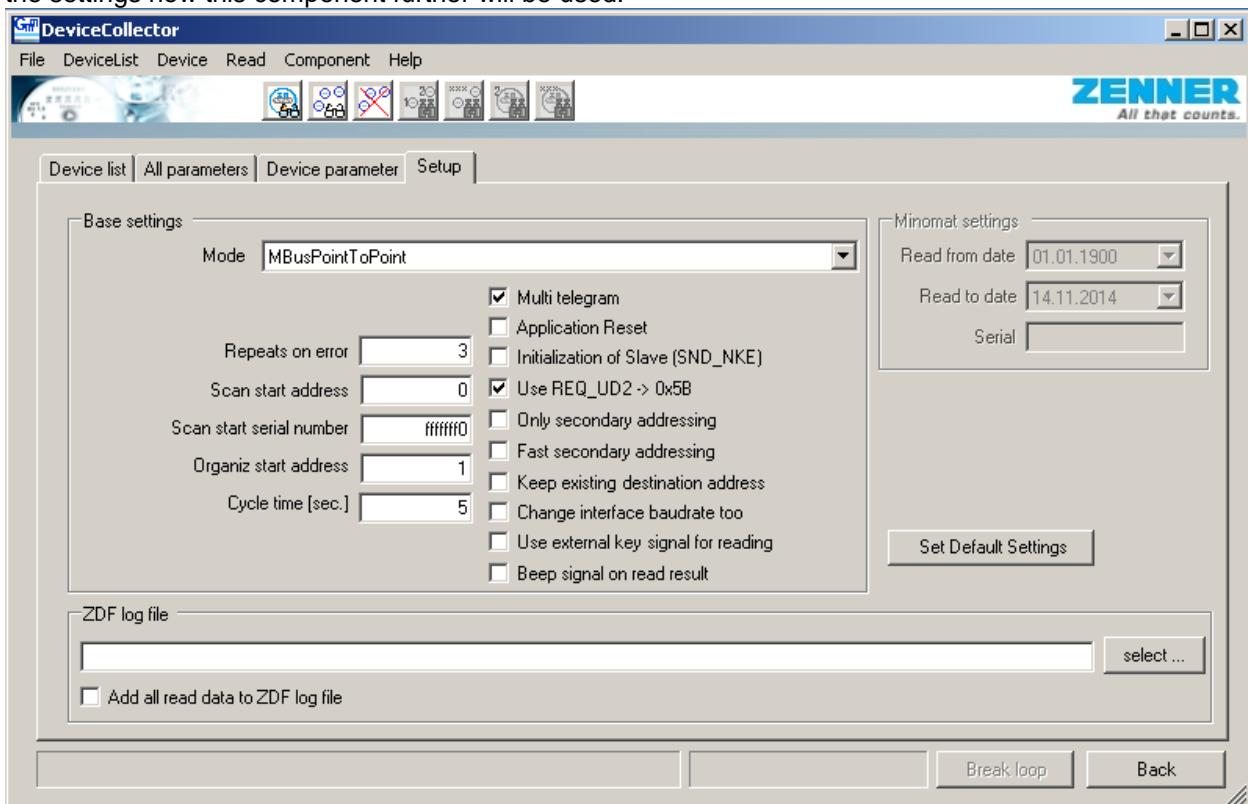 the settings how this component further will be used.
GMM DeviceCollector
File DeviceList Device Read Component Help
ZENNER
All that counts.
Device list All parameters Device parameter Setup
Base settings
Mode MBusPointToPoint
Multi telegram
Application Reset
Repeats on error 3
Initialization of Slave (SND_NKE)
Scan start address 0
Use REQ_UD2 -> 0x5B
Only secondary addressing
Scan start serial number fffffff0
Fast secondary addressing
Organiz start address 1
Keep existing destination address
Cycle time [sec.] 5
Change interface baudrate too
Use external key signal for reading
Beep signal on read result
Minomat settings
Read from date 01.01.1900
Read to date 14.11.2014
Serial
Set Default Settings
ZDF log file
select ...
Add all read data to ZDF log file
Break loop Back